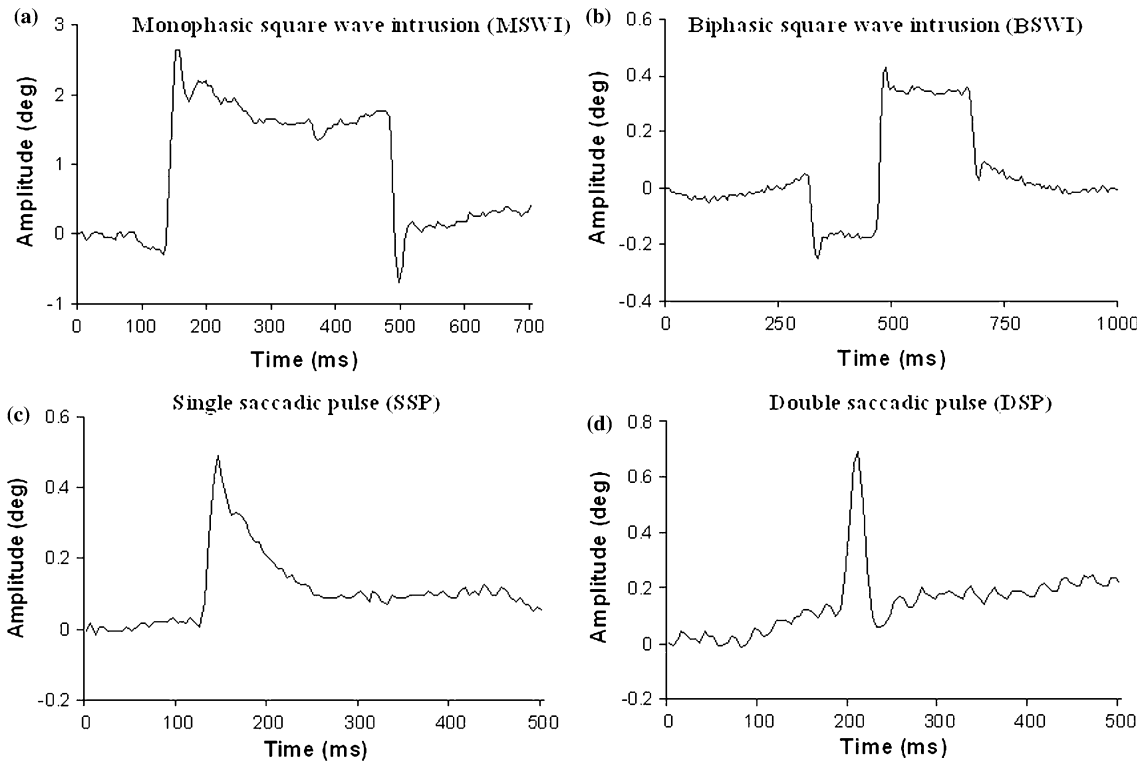 (a) Monophasic square wave intrusion (MSWI)
3
2
1
0
-1
Amplitude (deg)
0 100 200 300 400 500 600 700
Time (ms)
(b) Biphasic square wave intrusion (BSWI)
0.6
0.4
0.2
0
-0.2
-0.4
Amplitude (deg)
0 250 500 750 1000
Time (ms)
(c) Single saccadic pulse (SSP)
0.6
0.4
0.2
0
-0.2
Amplitude (deg)
0 100 200 300 400 500
Time (ms)
(d) Double saccadic pulse (DSP)
0.8
0.6
0.4
0.2
0
-0.2
Amplitude (deg)
0 100 200 300 400 500
Time (ms)